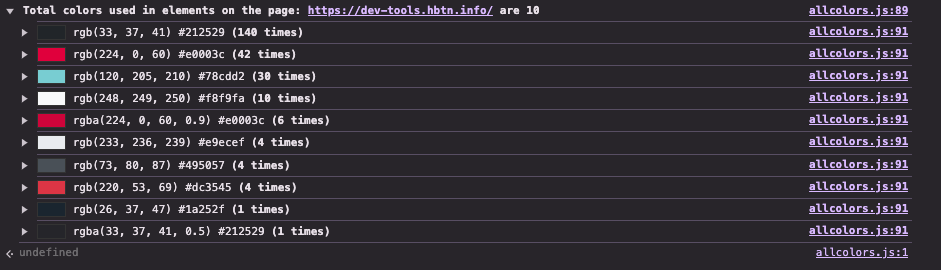 Total colors used in elements on the page: https://dev-tools.hbtn.info/ are 10 allcolors.js:89
rgb(33, 37, 41) #212529 (140 times) allcolors.js:91
rgb(224, 0, 60) #e0003c (42 times) allcolors.js:91
rgb(120, 205, 210) #78cdd2 (30 times) allcolors.js:91
rgb(248, 249, 250) #f8f9fa (10 times) allcolors.js:91
rgba(224, 0, 60, 0.9) #e0003c (6 times) allcolors.js:91
rgb(233, 236, 239) #e9ecef (4 times) allcolors.js:91
rgb(73, 80, 87) #495057 (4 times) allcolors.js:91
rgb(220, 53, 69) #dc3545 (4 times) allcolors.js:91
rgb(26, 37, 47) #1a252f (1 times) allcolors.js:91
rgba(33, 37, 41, 0.5) #212529 (1 times) allcolors.js:91
undefined allcolors.js:1